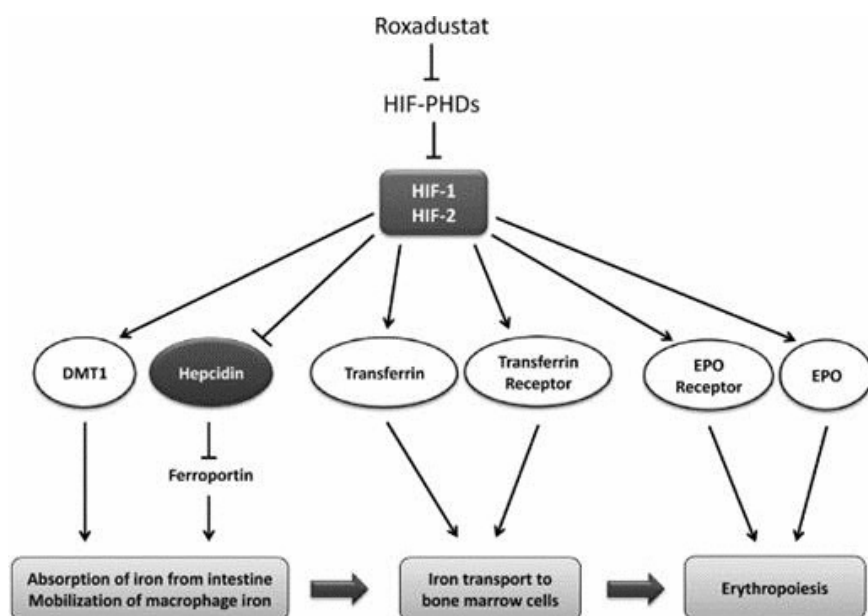 Roxadustat
HIF-PHDs
HIF-1
HIF-2
DMT1
Hepcidin
Transferrin
Transferrin
Receptor
EPO
Receptor
EPO
Ferroportin
Absorption of iron from intestine
Mobilization of macrophage iron
Iron transport to
bone marrow cells
Erythropoiesis